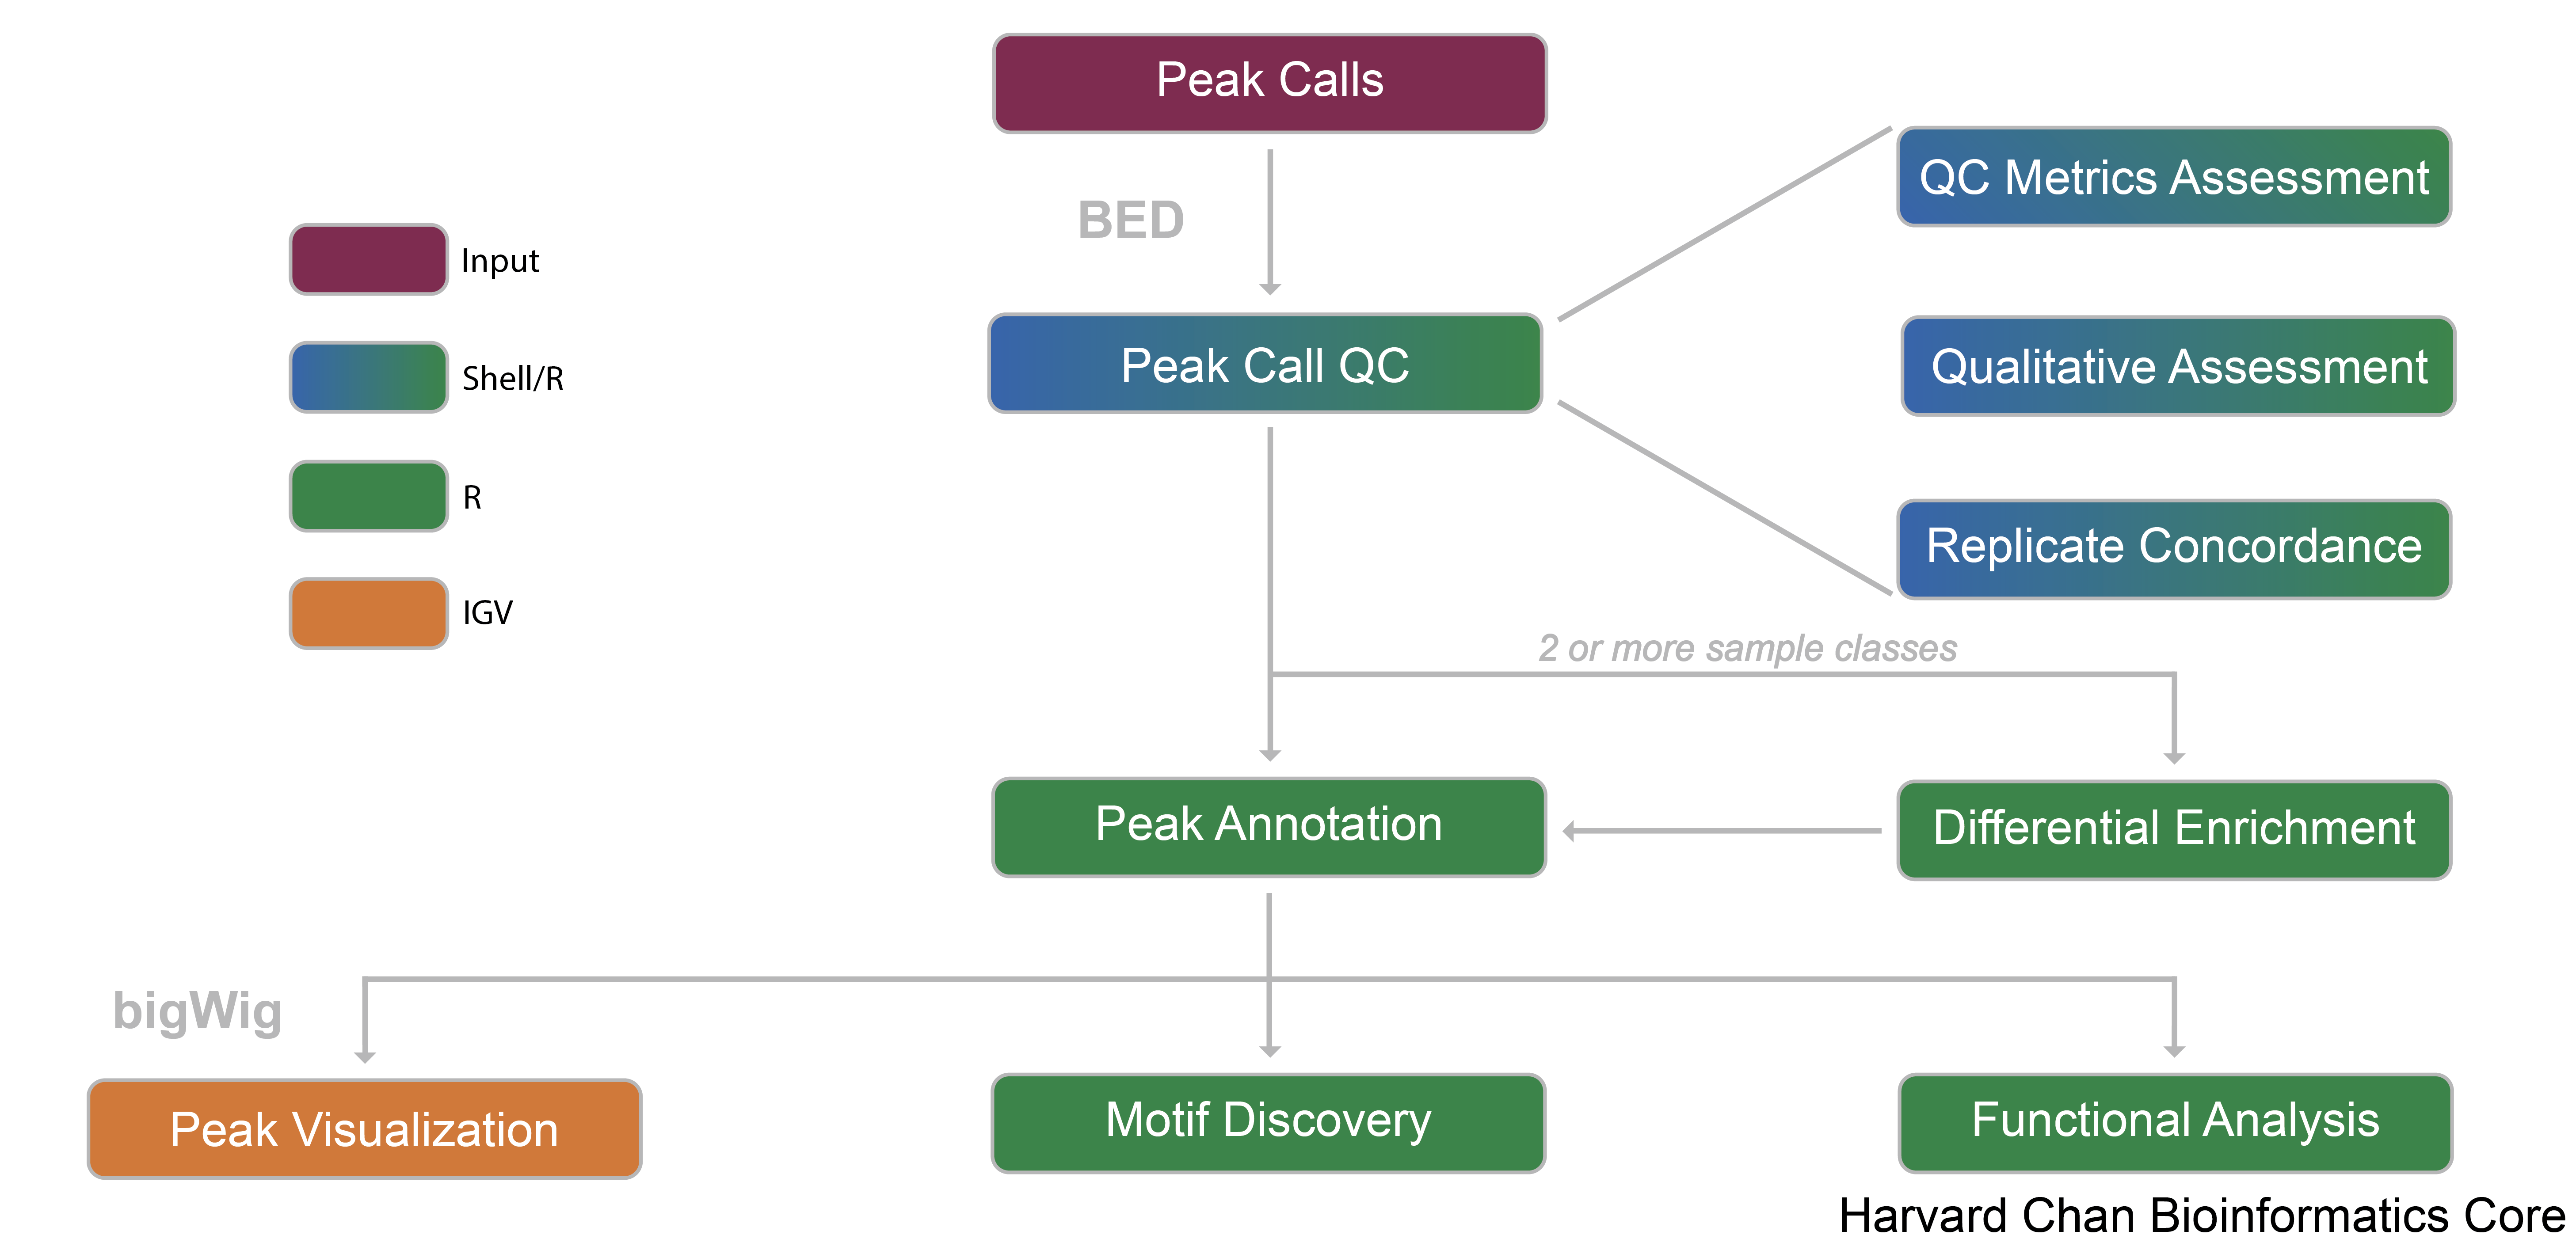 Peak Calls
QC Metrics Assessment
BED
Input
Peak Call QC
Qualitative Assessment
Shell/R
R
Replicate Concordance
IGV
2 or more sample classes
Peak Annotation
Differential Enrichment
bigWig
Peak Visualization
Motif Discovery
Functional Analysis
Harvard Chan Bioinformatics Core